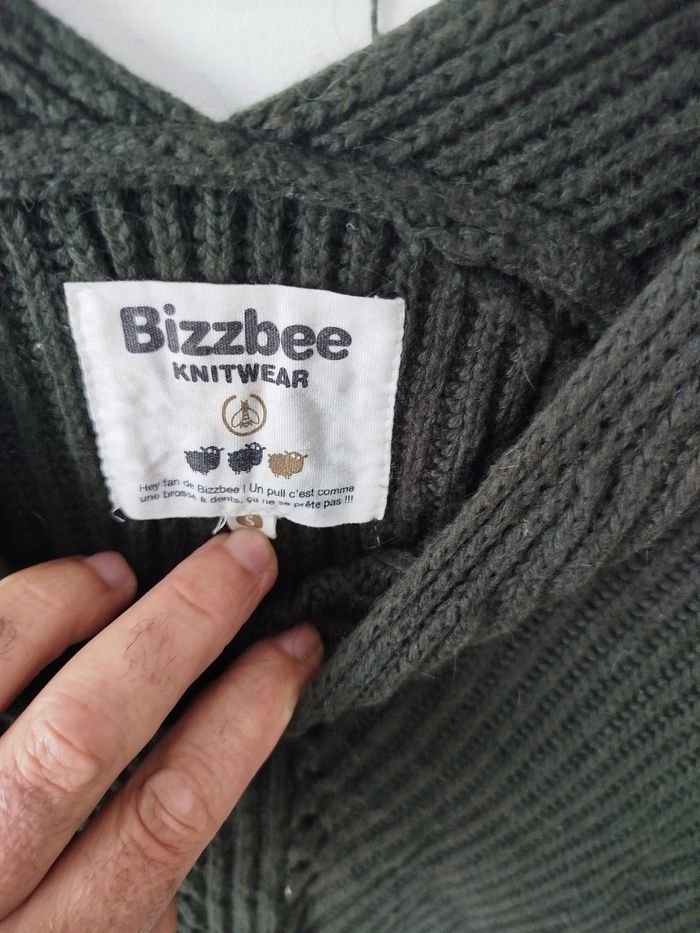 Bizzbee
KNITWEAR
Hey fan de Bizzbee ! Un pull c'est comme
une brosse à dents, ça ne se prête pas !!!
S